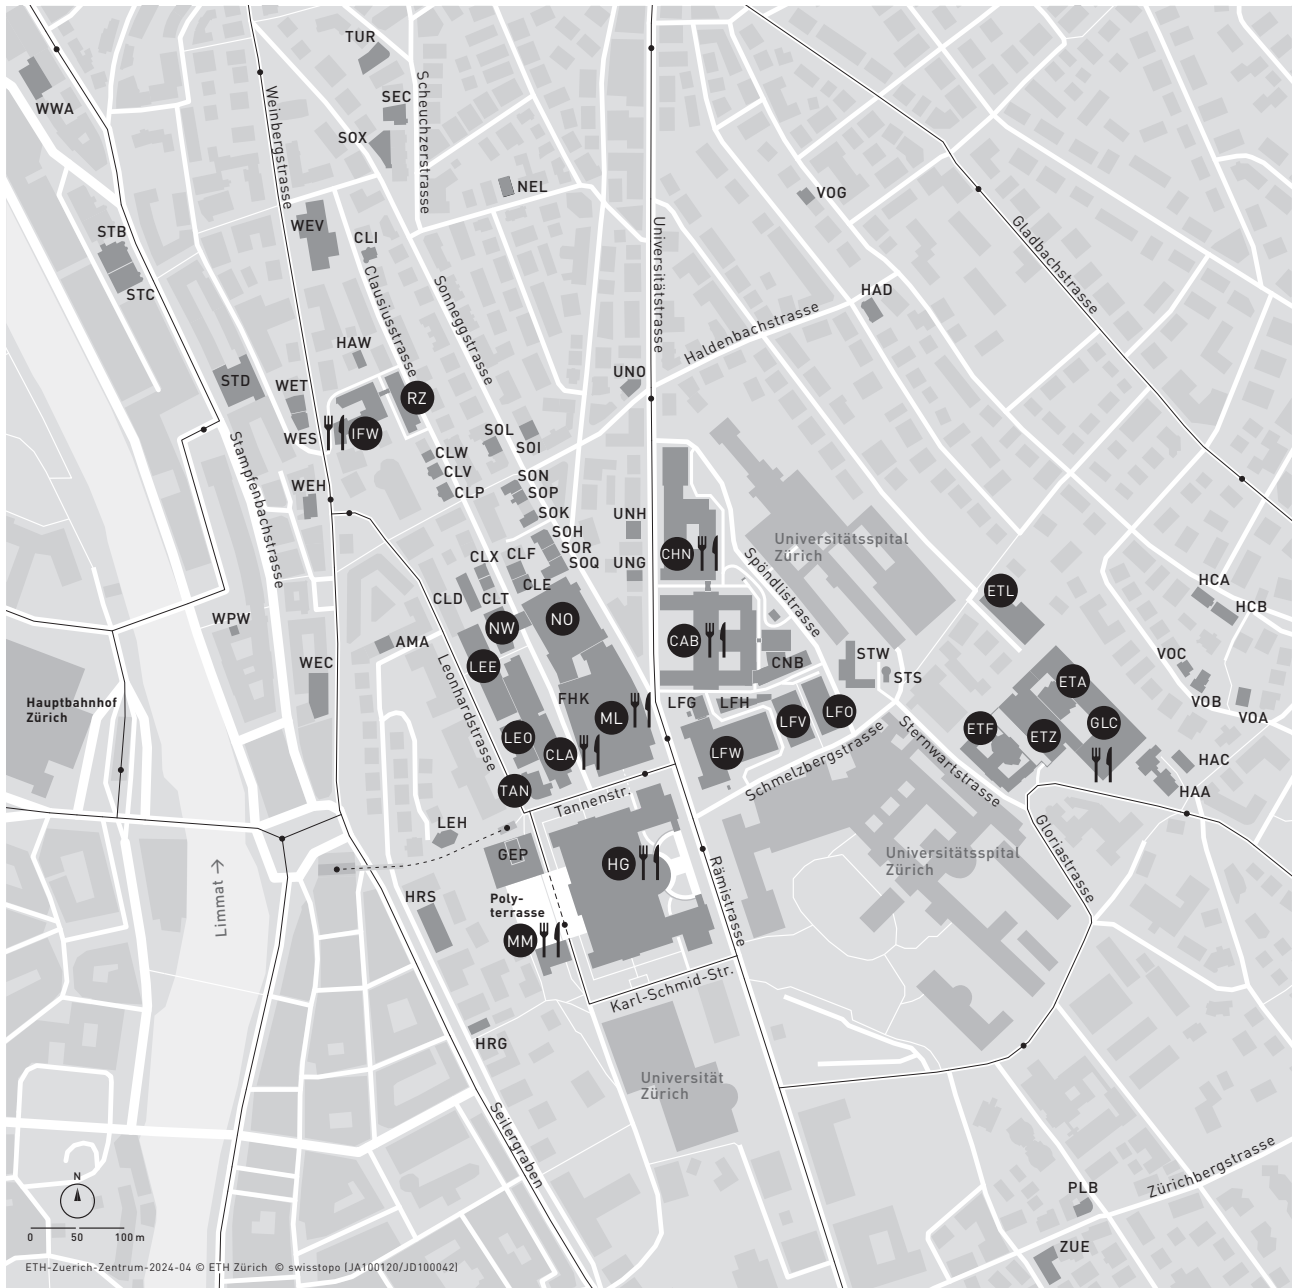 TUR
Scheuchzerstrasse
SEC
WWA
Weinbergstrasse
SOX
NEL
VOG
STB
WEV
CLI
Universitätstrasse
Gladbachstrasse
STC
Clausiusstrasse
Sonneggstrasse
HAD
Haldenbachstrasse
HAW
UNO
STD
WET
RZ
WES
IFW
SOL
SOI
Stampfenbachstrasse
CLW
CLV
CLP
WEH
SON
SOP
SOK
UNH
SOH
SOR
SOQ
UNG
CHN
Universitätsspital
Zürich
Spöndlistrasse
CLX
CLF
CLE
CLD
CLT
ETL
HCA
HCB
WPW
NW
NO
CAB
AMA
WEC
LEE
Leonhardstrasse
CNB
STW
STS
VOC
VOB
VOA
Hauptbahnhof
Zürich
FHK
ML
LFG
LFH
LFV
LFO
ETA
ETF
ETZ
GLC
LEO
CLA
LFW
Schmelzbergstrasse
Sternwartstrasse
HAC
HAA
TAN
Tannenstr.
LEH
GEP
HG
Rämistrasse
Universitätsspital
Zürich
Gloriastrasse
Limmat →
HRS
Poly-
terrasse
MM
Karl-Schmid-Str.
HRG
Universität
Zürich
Seilergraben
N
0 50 100 m
PLB
Zürichbergstrasse
ZUE
ETH-Zuerich-Zentrum-2024-04 © ETH Zürich © swisstopo (JA100120/JD100042)